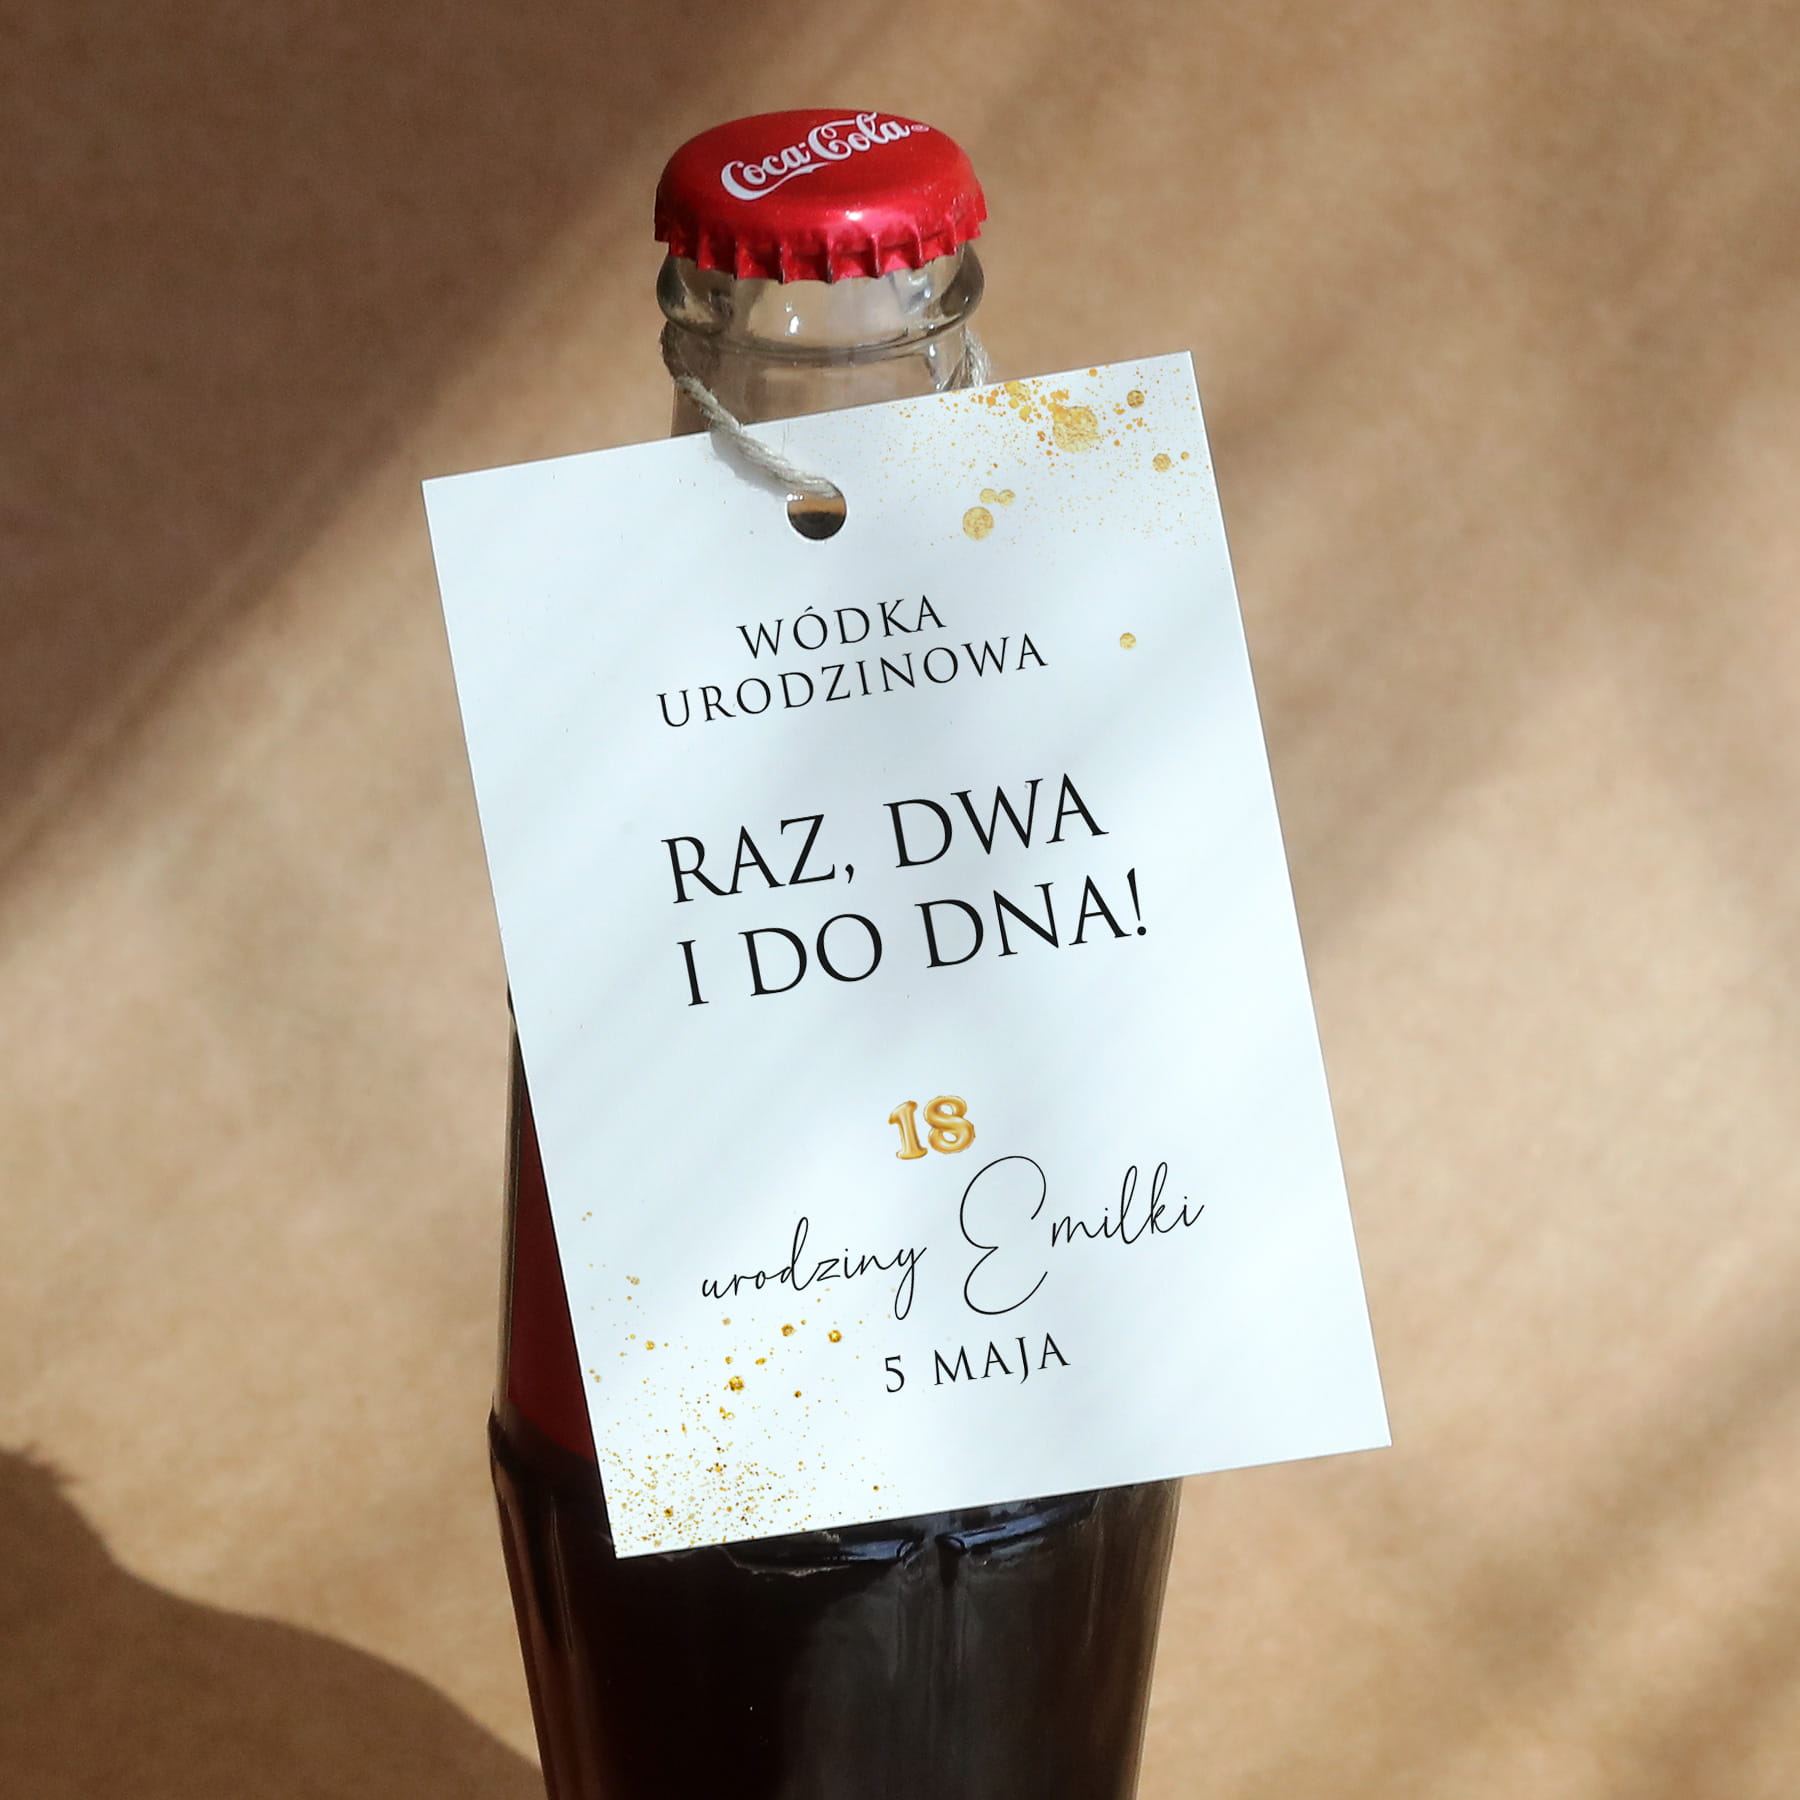 Coca-Cola
WÓDKA
URODZINOWA
RAZ, DWA
I DO DNA!
18
urodziny Emilki
5 MAJA